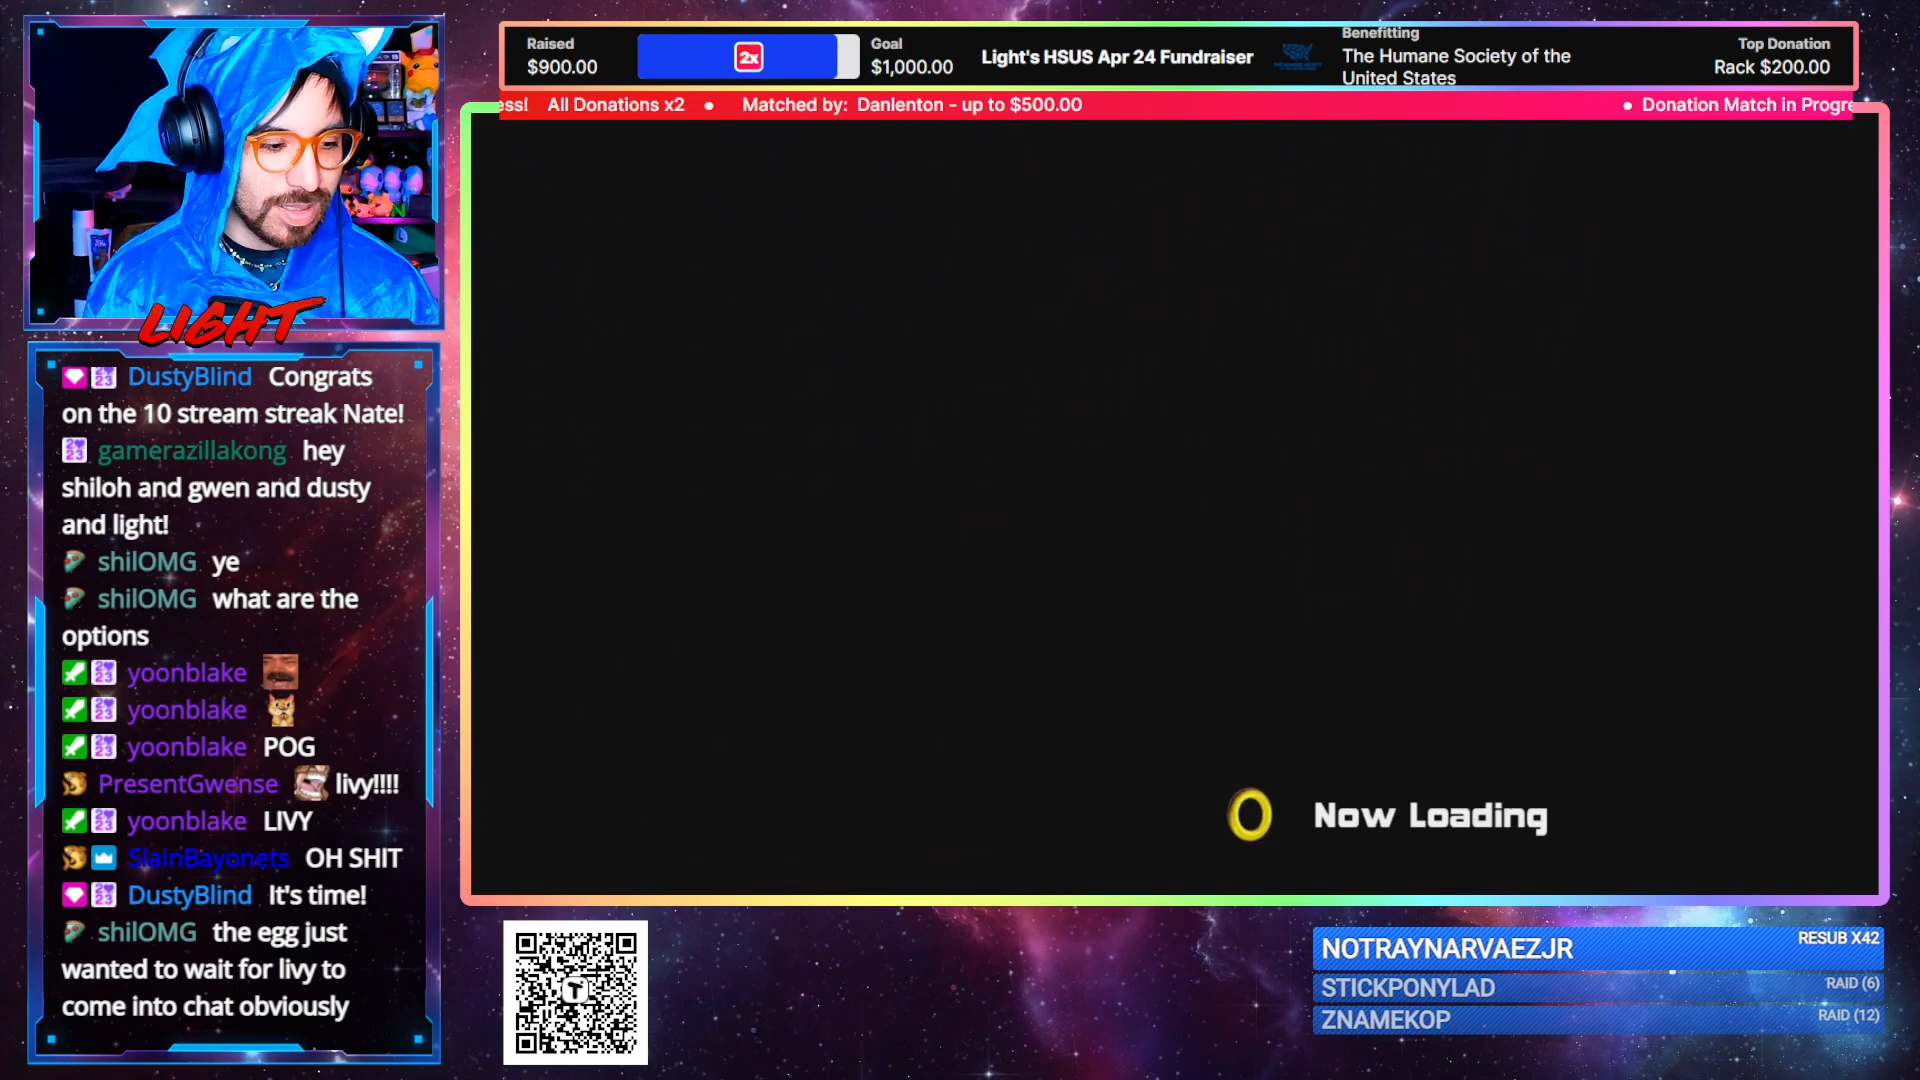 Raised
$900.00
2x
Goal
$1,000.00
Light's HSUS Apr 24 Fundraiser
Benefitting
The Humane Society of the
United States
Top Donation
Rack $200.00
ess! All Donations x2 • Matched by: Danlenton - up to $500.00 • Donation Match in Progre
LIGHT
DustyBlind Congrats
on the 10 stream streak Nate!
gamerazillakong hey
shiloh and gwen and dusty
and light!
shilOMG ye
shilOMG what are the
options
yoonblake
yoonblake
yoonblake POG
PresentGwense livy!!!!
yoonblake LIVY
SlainBayonets OH SHIT
DustyBlind It's time!
shilOMG the egg just
wanted to wait for livy to
come into chat obviously
Now Loading
T
NOTRAYNARVAEZJR RESUB X42
STICKPONYLAD RAID (6)
ZNAMEKOP RAID (12)